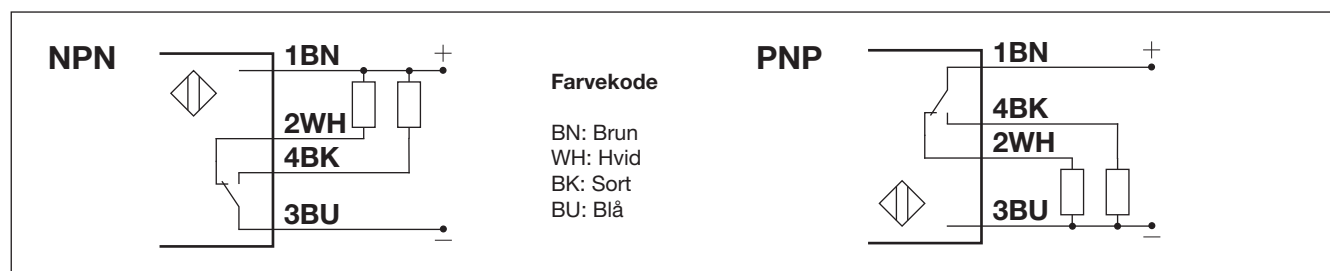 NPN
1BN
+
2WH
4BK
3BU
−
Farvekode
BN: Brun
WH: Hvid
BK: Sort
BU: Blå
PNP
1BN
+
4BK
2WH
3BU
−